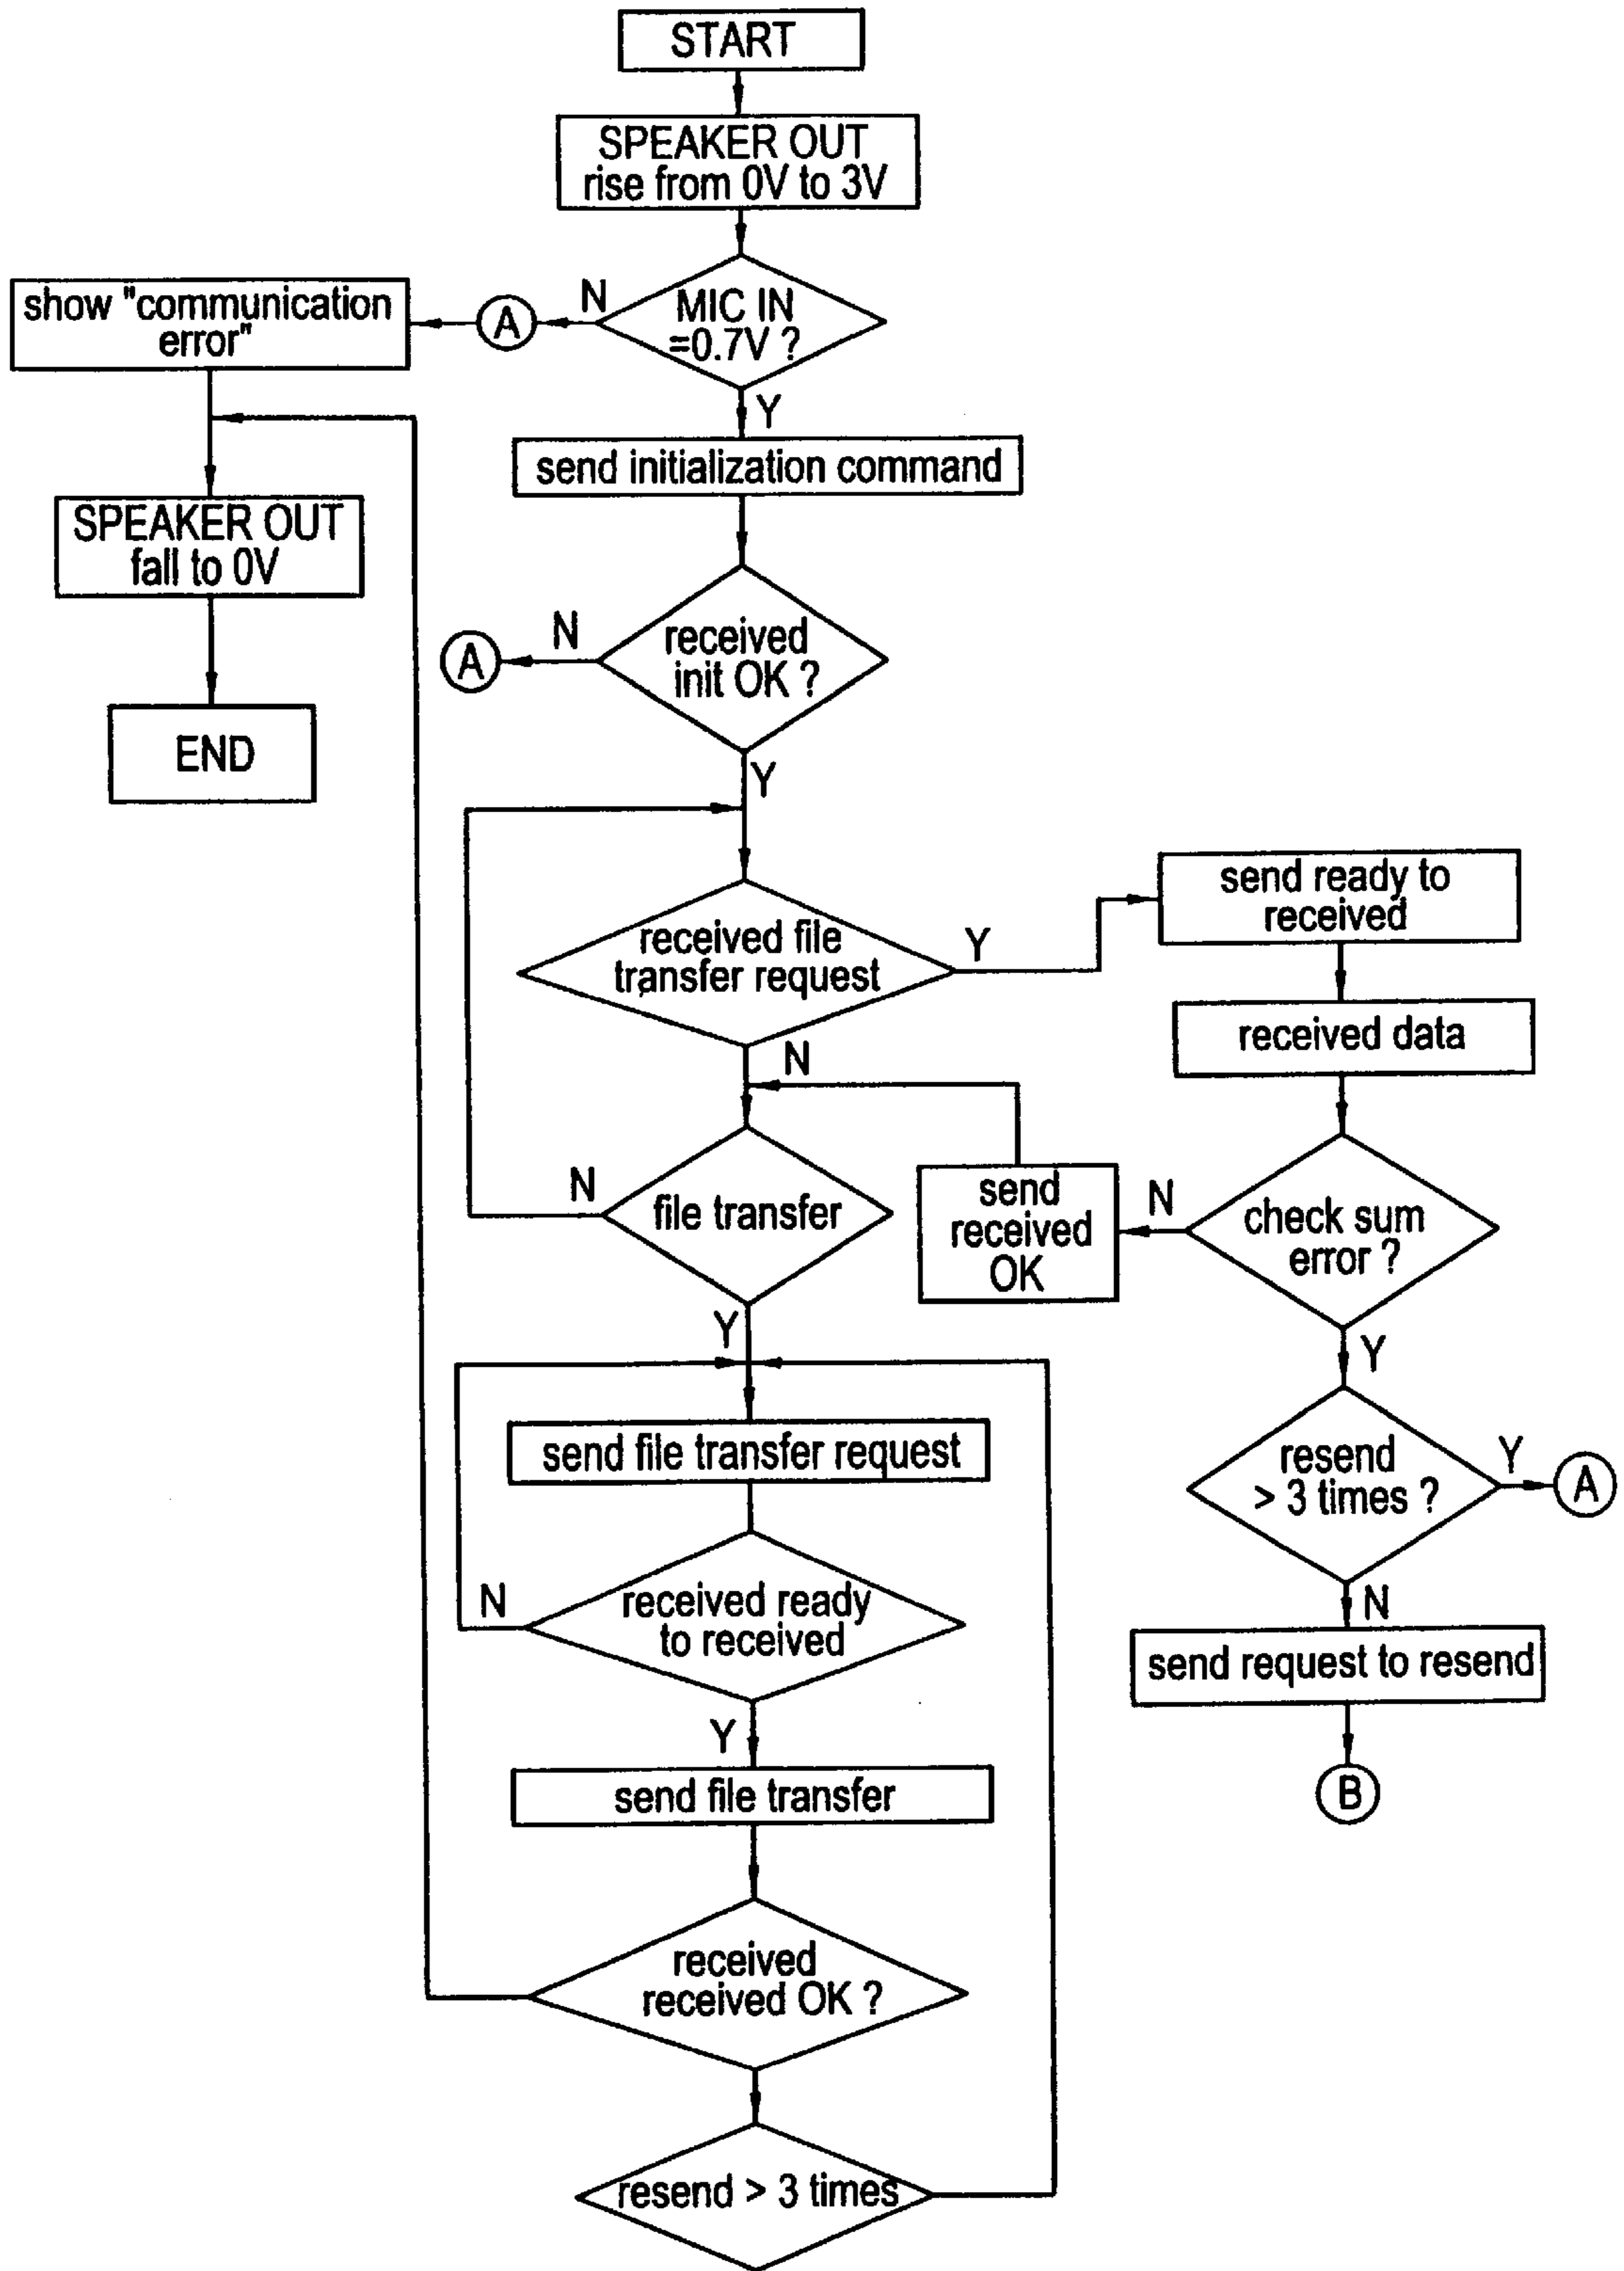 START
SPEAKER OUT
rise from 0V to 3V
MIC IN
=0.7V ?
N
A
show "communication
error"
Y
send initialization command
SPEAKER OUT
fall to 0V
END
received
init OK ?
N
A
Y
received file
transfer request
Y
send ready to
received
received data
N
file transfer
N
send
received
OK
N
check sum
error ?
Y
Y
send file transfer request
resend
> 3 times ?
Y
A
N
send request to resend
B
received ready
to received
N
Y
send file transfer
received
received OK ?
resend > 3 times